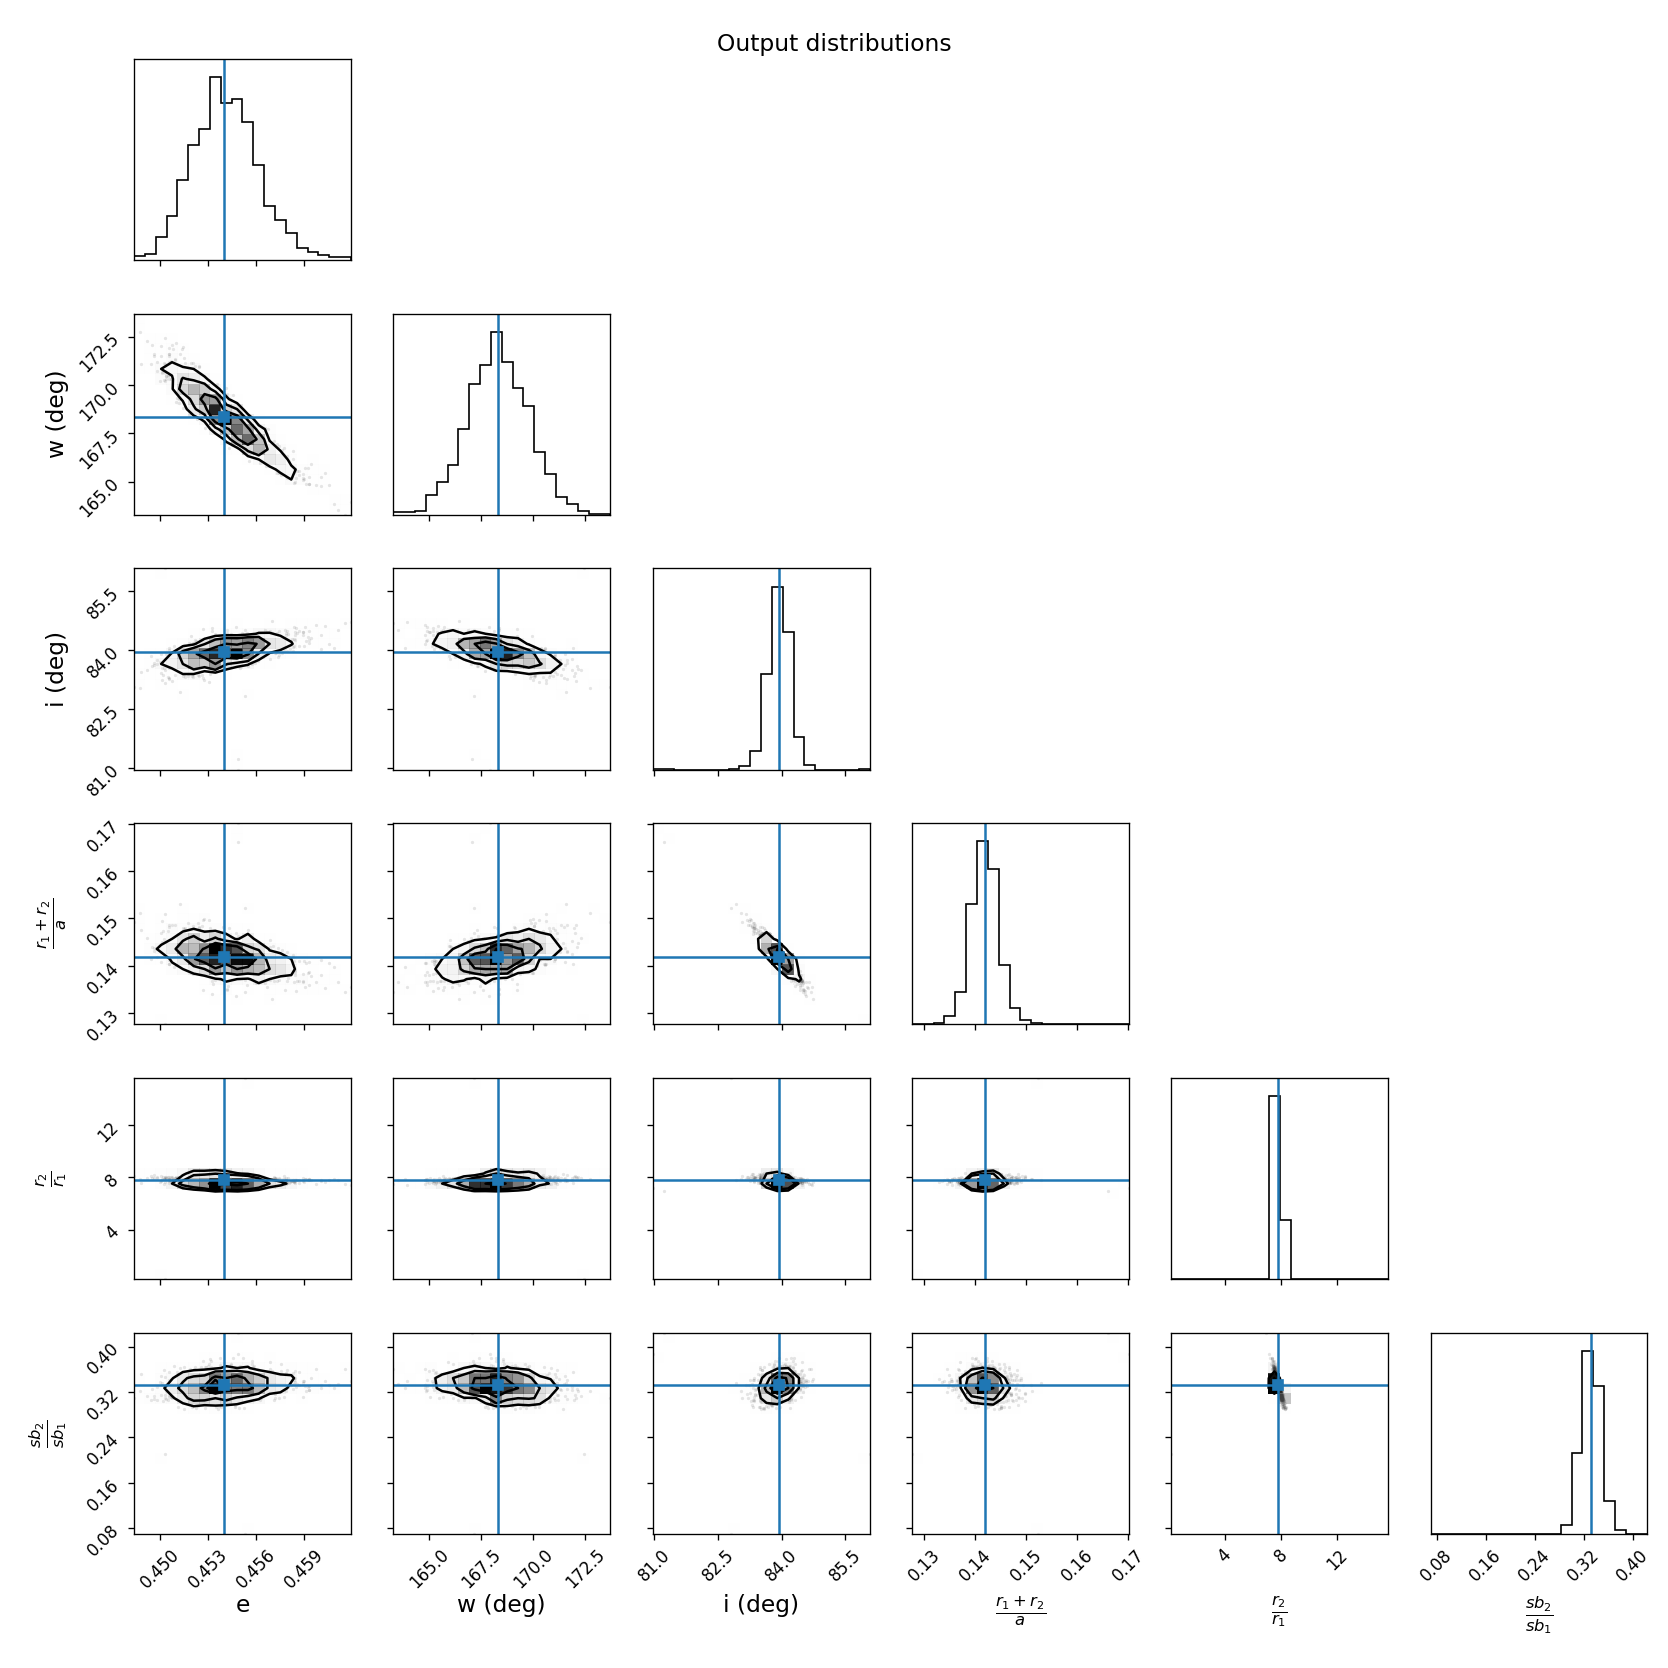 Output distributions
w (deg)
172.5
170.0
167.5
165.0
i (deg)
85.5
84.0
82.5
81.0
r₁ + r₂
a
0.17
0.16
0.15
0.14
0.13
r₂
r₁
12
8
4
sb₂
sb₁
0.40
0.32
0.24
0.16
0.08
0.450 0.453 0.456 0.459 165.0 167.5 170.0 172.5 81.0 82.5 84.0 85.5 0.13 0.14 0.15 0.16 0.17 4 8 12 0.08 0.16 0.24 0.32 0.40
e
w (deg)
i (deg)
r₁ + r₂
a
r₂
r₁
sb₂
sb₁